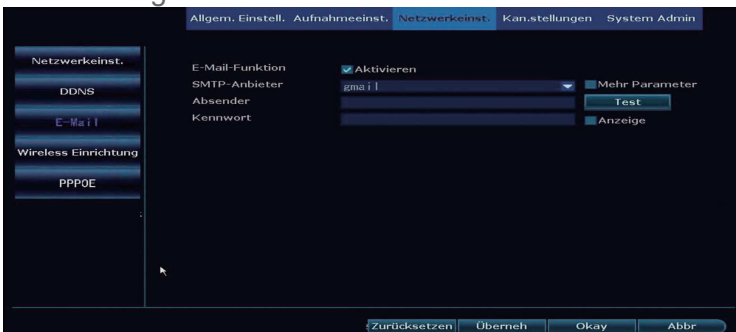 Allgem. Einstell. Aufnahmeeinst. Netzwerkeinst. Kan.stellungen System Admin
Netzwerkeinst.
DDNS
E-Mail
Wireless Einrichtung
PPPOE
E-Mail-Funktion Aktivieren
SMTP-Anbieter gmail Mehr Parameter
Absender Test
Kennwort Anzeige
Zurücksetzen Überneh Okay Abbr